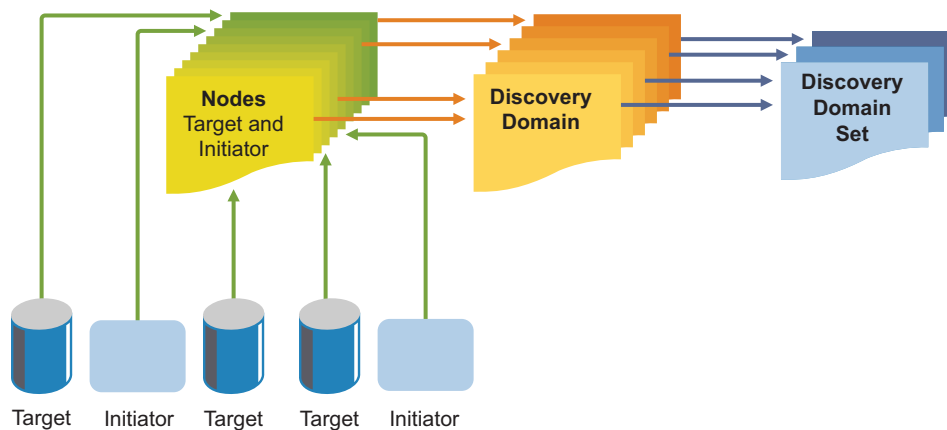 Nodes
Target and
Initiator
Discovery
Domain
Discovery
Domain
Set
Target
Initiator
Target
Target
Initiator